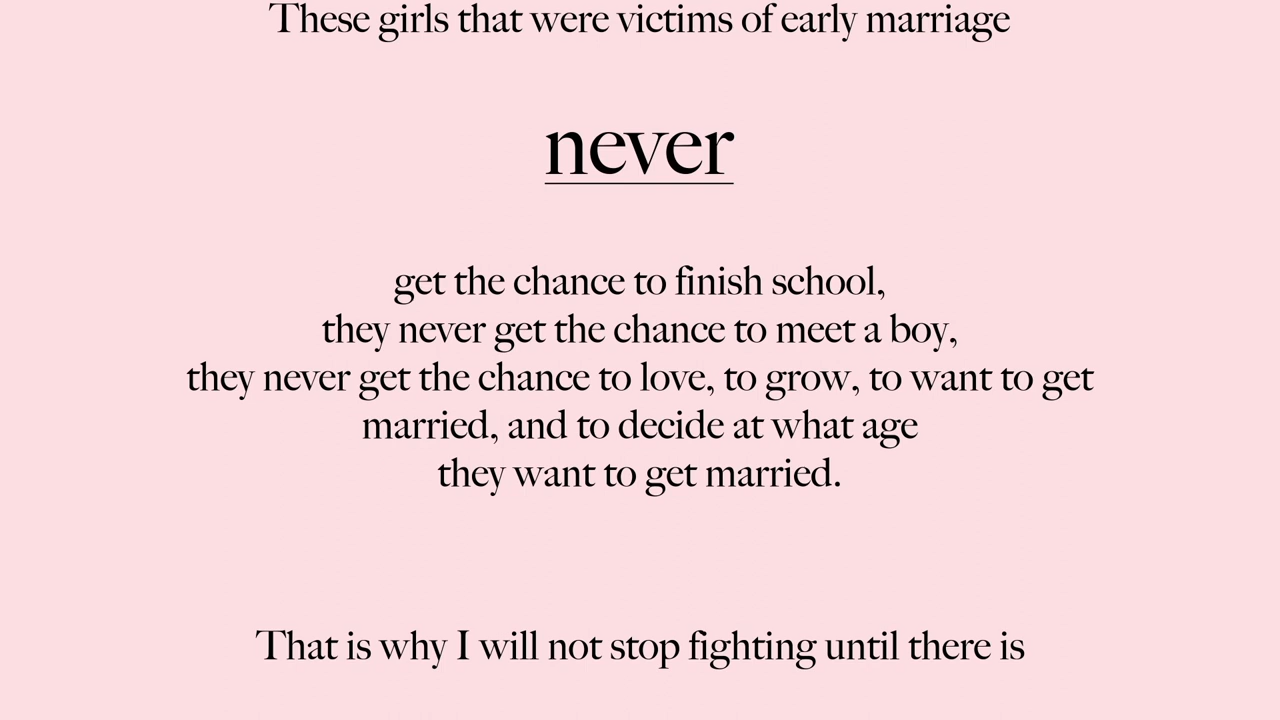 These girls that were victims of early marriage
never
get the chance to finish school,
they never get the chance to meet a boy,
they never get the chance to love, to grow, to want to get
married, and to decide at what age
they want to get married.
That is why I will not stop fighting until there is